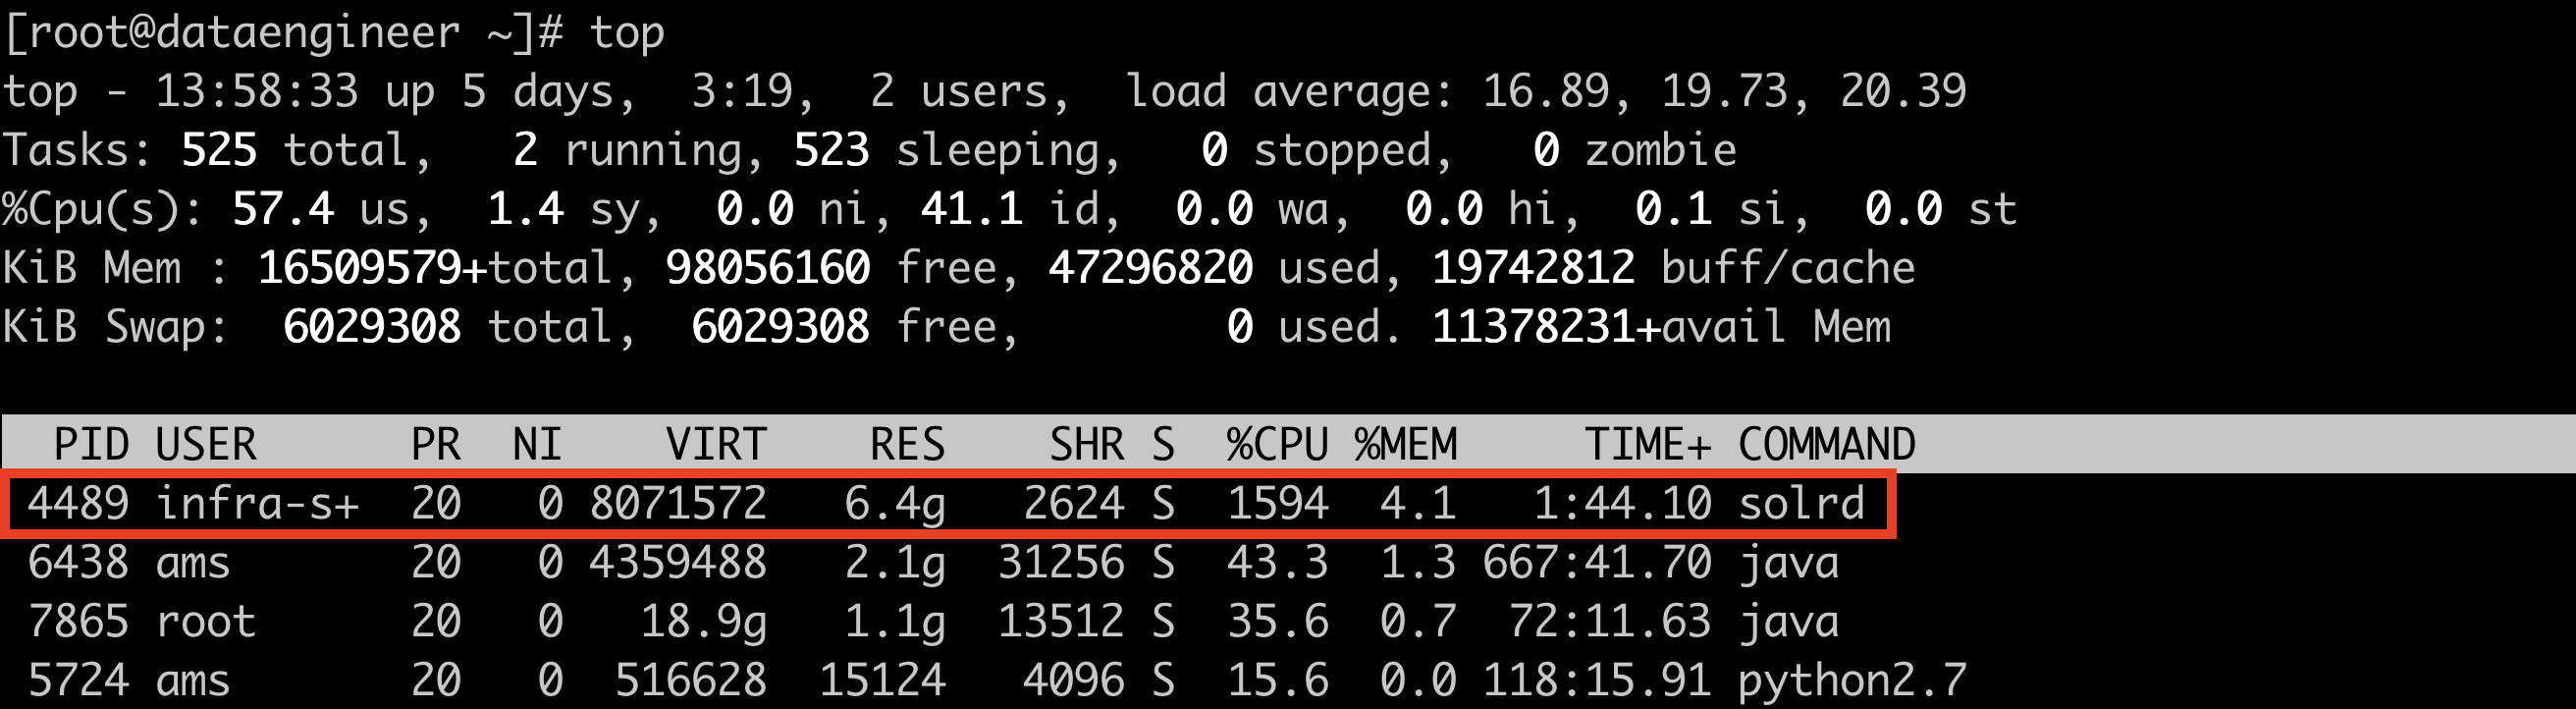 [root@dataengineer ~]# top
top - 13:58:33 up 5 days,  3:19,  2 users,  load average: 16.89, 19.73, 20.39
Tasks: 525 total,   2 running, 523 sleeping,   0 stopped,   0 zombie
%Cpu(s): 57.4 us,  1.4 sy,  0.0 ni, 41.1 id,  0.0 wa,  0.0 hi,  0.1 si,  0.0 st
KiB Mem : 16509579+total, 98056160 free, 47296820 used, 19742812 buff/cache
KiB Swap:  6029308 total,  6029308 free,        0 used. 11378231+avail Mem
  PID USER      PR  NI    VIRT    RES    SHR S  %CPU %MEM     TIME+ COMMAND
 4489 infra-s+  20   0 8071572   6.4g   2624 S  1594  4.1   1:44.10 solrd
 6438 ams       20   0 4359488   2.1g  31256 S  43.3  1.3 667:41.70 java
 7865 root      20   0   18.9g   1.1g  13512 S  35.6  0.7  72:11.63 java
 5724 ams       20   0  516628  15124   4096 S  15.6  0.0 118:15.91 python2.7